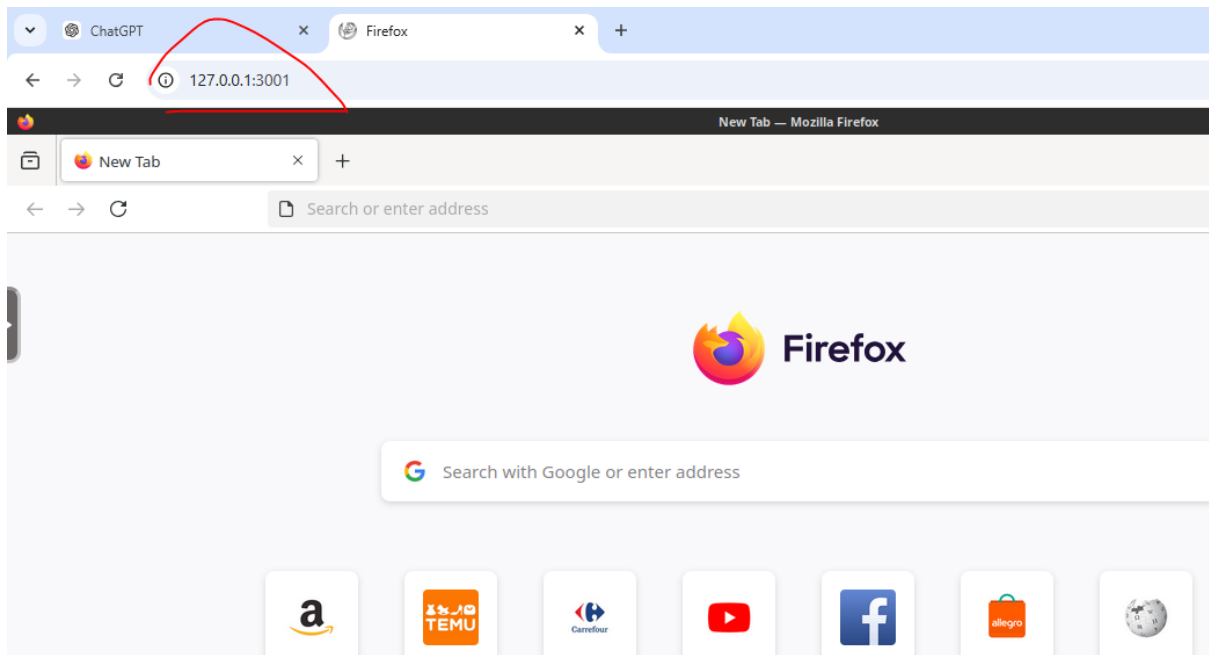 ChatGPT
Firefox
127.0.0.1:3001
New Tab — Mozilla Firefox
New Tab
Search or enter address
Firefox
Search with Google or enter address
a
TEMU
Carrefour
f
allegro